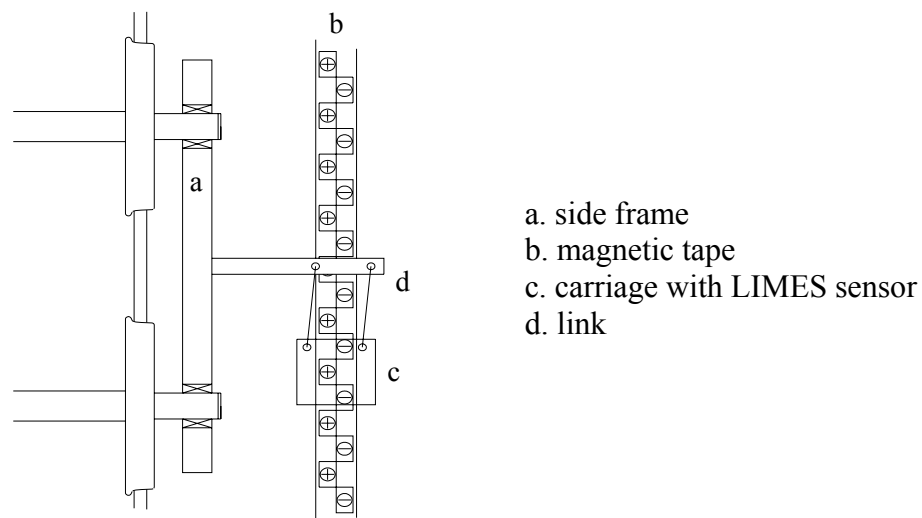 b
a
d
c
a. side frame
b. magnetic tape
c. carriage with LIMES sensor
d. link